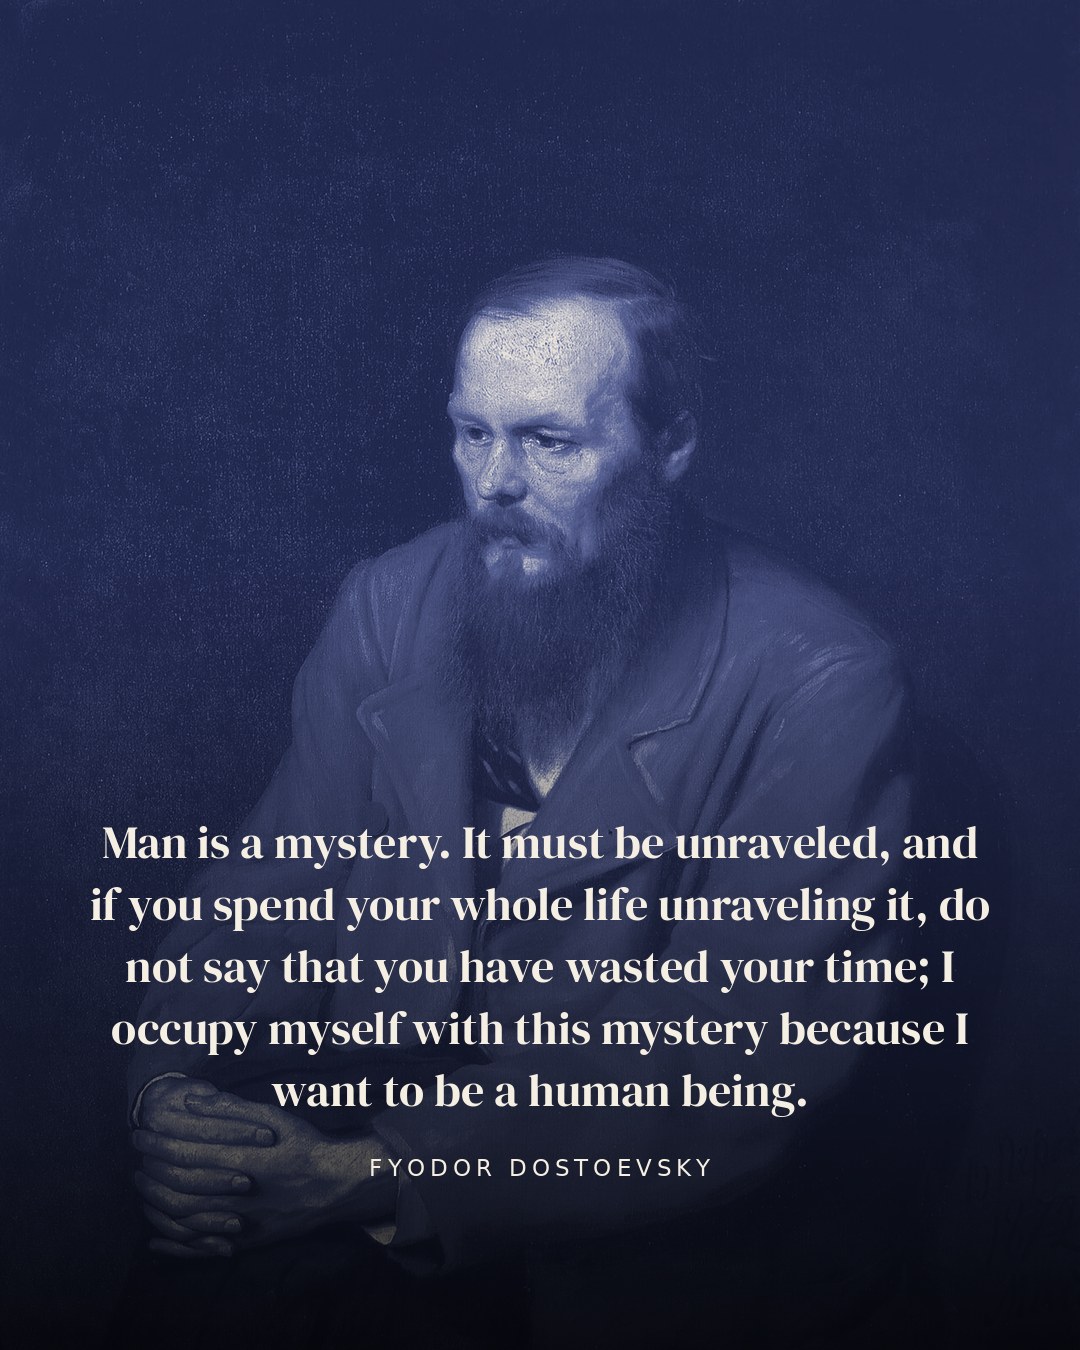 Man is a mystery. It must be unraveled, and
if you spend your whole life unraveling it, do
not say that you have wasted your time; I
occupy myself with this mystery because I
want to be a human being.
FYODOR DOSTOEVSKY